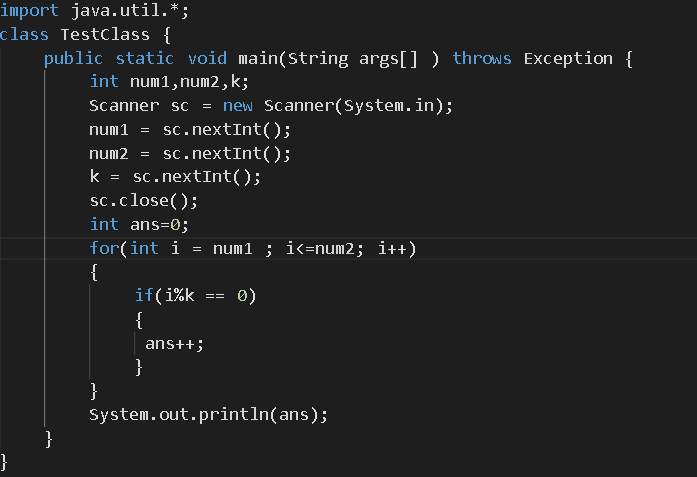 import java.util.*;
class TestClass {
    public static void main(String args[] ) throws Exception {
        int num1,num2,k;
        Scanner sc = new Scanner(System.in);
        num1 = sc.nextInt();
        num2 = sc.nextInt();
        k = sc.nextInt();
        sc.close();
        int ans=0;
        for(int i = num1 ; i<=num2; i++)
        {
            if(i%k == 0)
            {
             ans++;
            }
        }
        System.out.println(ans);
    }
}